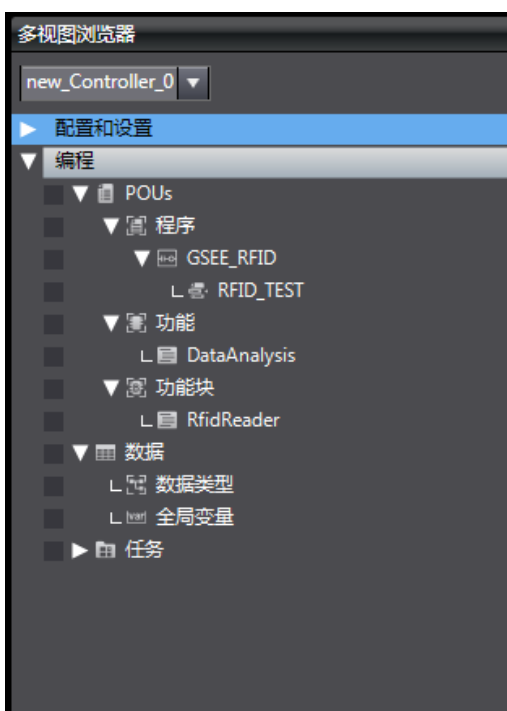 多视图浏览器
new_Controller_0
配置和设置
编程
POUs
程序
GSEE_RFID
RFID_TEST
功能
DataAnalysis
功能块
RfidReader
数据
数据类型
全局变量
任务